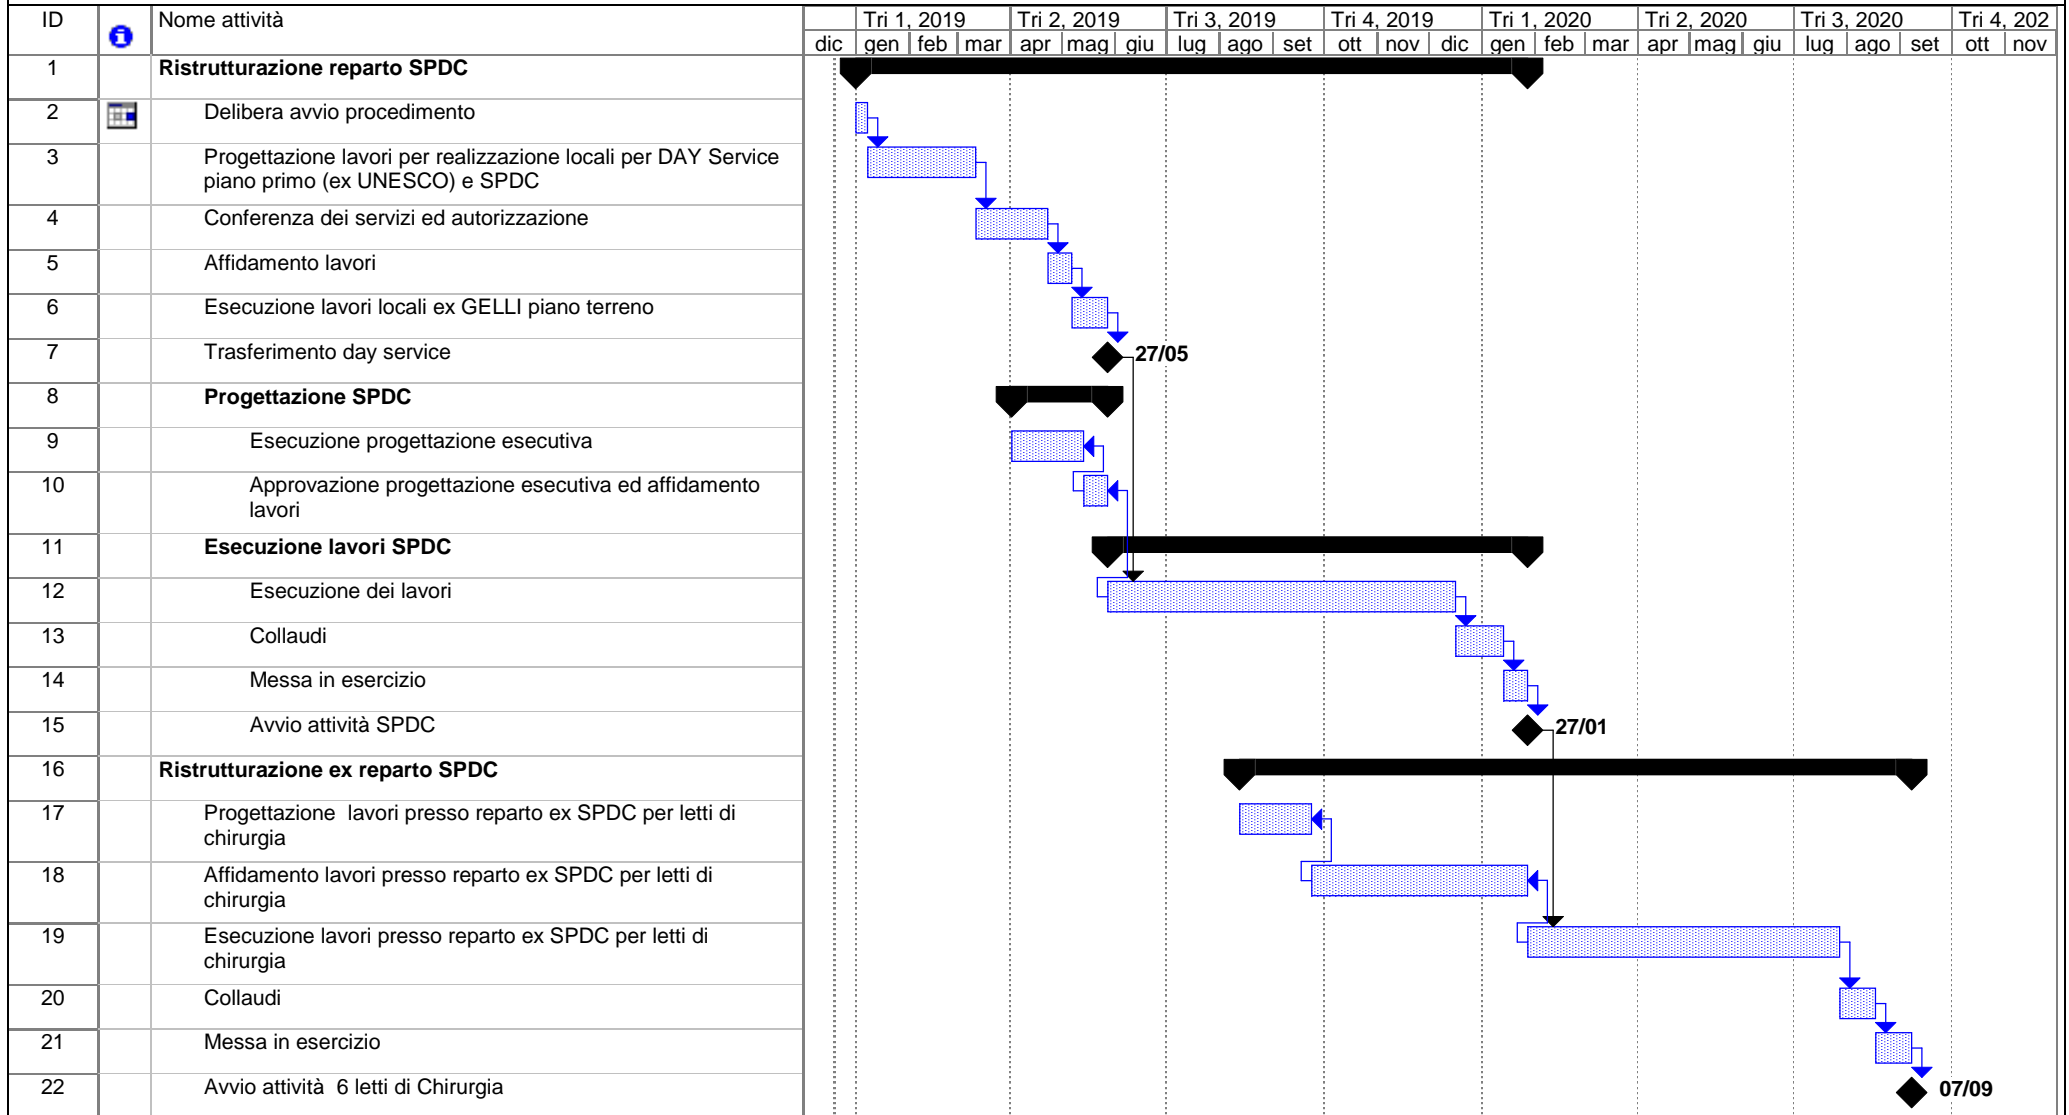 ID Nome attività Tri 1, 2019 Tri 2, 2019 Tri 3, 2019 Tri 4, 2019 Tri 1, 2020 Tri 2, 2020 Tri 3, 2020 Tri 4, 202
dic gen feb mar apr mag giu lug ago set ott nov dic gen feb mar apr mag giu lug ago set ott nov
1 Ristrutturazione reparto SPDC
2 Delibera avvio procedimento
3 Progettazione lavori per realizzazione locali per DAY Service
piano primo (ex UNESCO) e SPDC
4 Conferenza dei servizi ed autorizzazione
5 Affidamento lavori
6 Esecuzione lavori locali ex GELLI piano terreno
7 Trasferimento day service 27/05
8 Progettazione SPDC
9 Esecuzione progettazione esecutiva
10 Approvazione progettazione esecutiva ed affidamento
lavori
11 Esecuzione lavori SPDC
12 Esecuzione dei lavori
13 Collaudi
14 Messa in esercizio
15 Avvio attività SPDC 27/01
16 Ristrutturazione ex reparto SPDC
17 Progettazione lavori presso reparto ex SPDC per letti di
chirurgia
18 Affidamento lavori presso reparto ex SPDC per letti di
chirurgia
19 Esecuzione lavori presso reparto ex SPDC per letti di
chirurgia
20 Collaudi
21 Messa in esercizio
22 Avvio attività 6 letti di Chirurgia 07/09